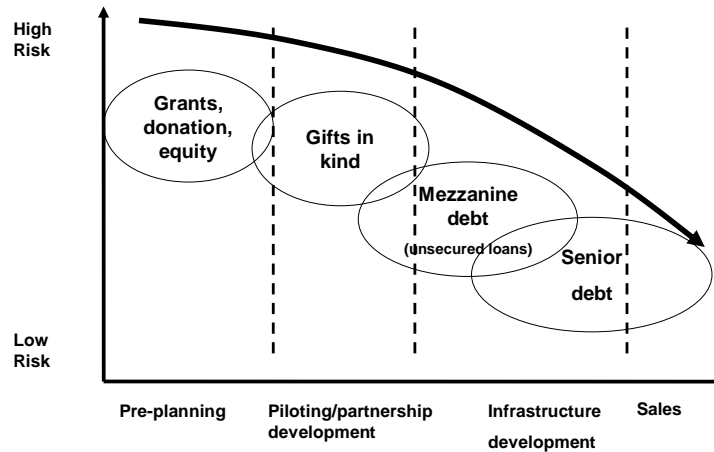 High
Risk
Grants,
donation,
equity
Gifts in
kind
Mezzanine
debt
(unsecured loans)
Senior
debt
Low
Risk
Pre-planning
Piloting/partnership
development
Infrastructure
development
Sales